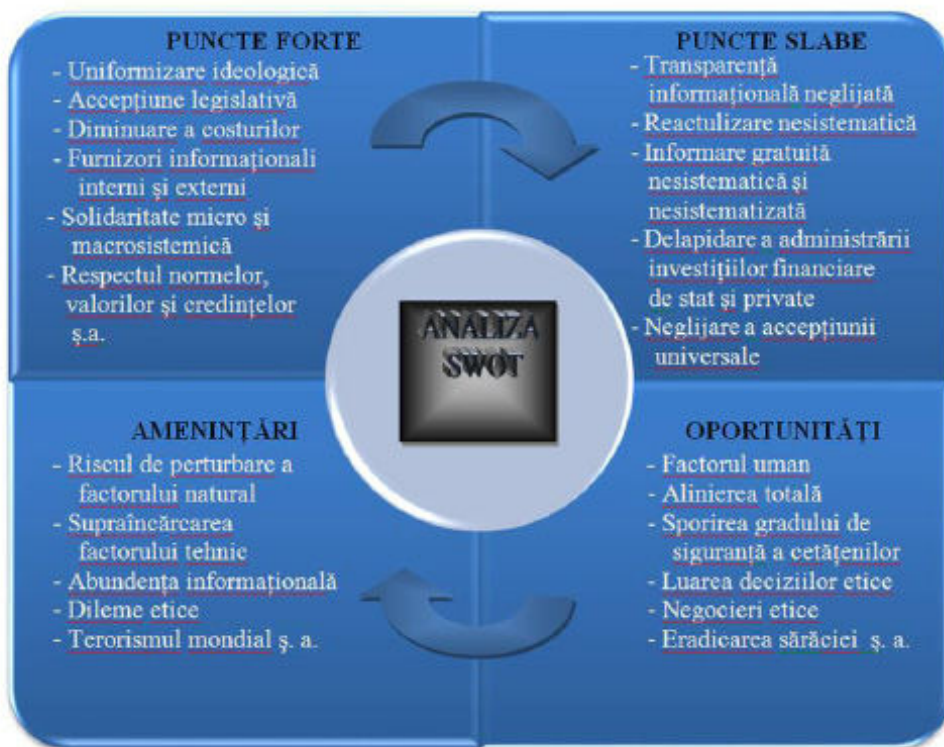 PUNCTE FORTE
- Uniformizare ideologică
- Accepțiune legislativă
- Diminuare a costurilor
- Furnizori informaționali
interni și externi
- Solidaritate micro și
macrosistemică
- Respectul normelor,
valorilor și credințelor
ș.a.
PUNCTE SLABE
- Transparență
informațională neglijată
- Reactulizare nesistematică
- Informare gratuită
nesistematică și
nesistematizată
- Delapidare a administrării
investițiilor financiare
de stat și private
- Neglijare a accepțiunii
universale
ANALIZA
SWOT
AMENINȚĂRI
- Riscul de perturbare a
factorului natural
- Supraîncărcarea
factorului tehnic
- Abundența informațională
- Dileme etice
- Terorismul mondial ș. a.
OPORTUNITĂȚI
- Factorul uman
- Alinierea totală
- Sporirea gradului de
siguranță a cetățenilor
- Luarea deciziilor etice
- Negocieri etice
- Eradicarea sărăciei ș. a.